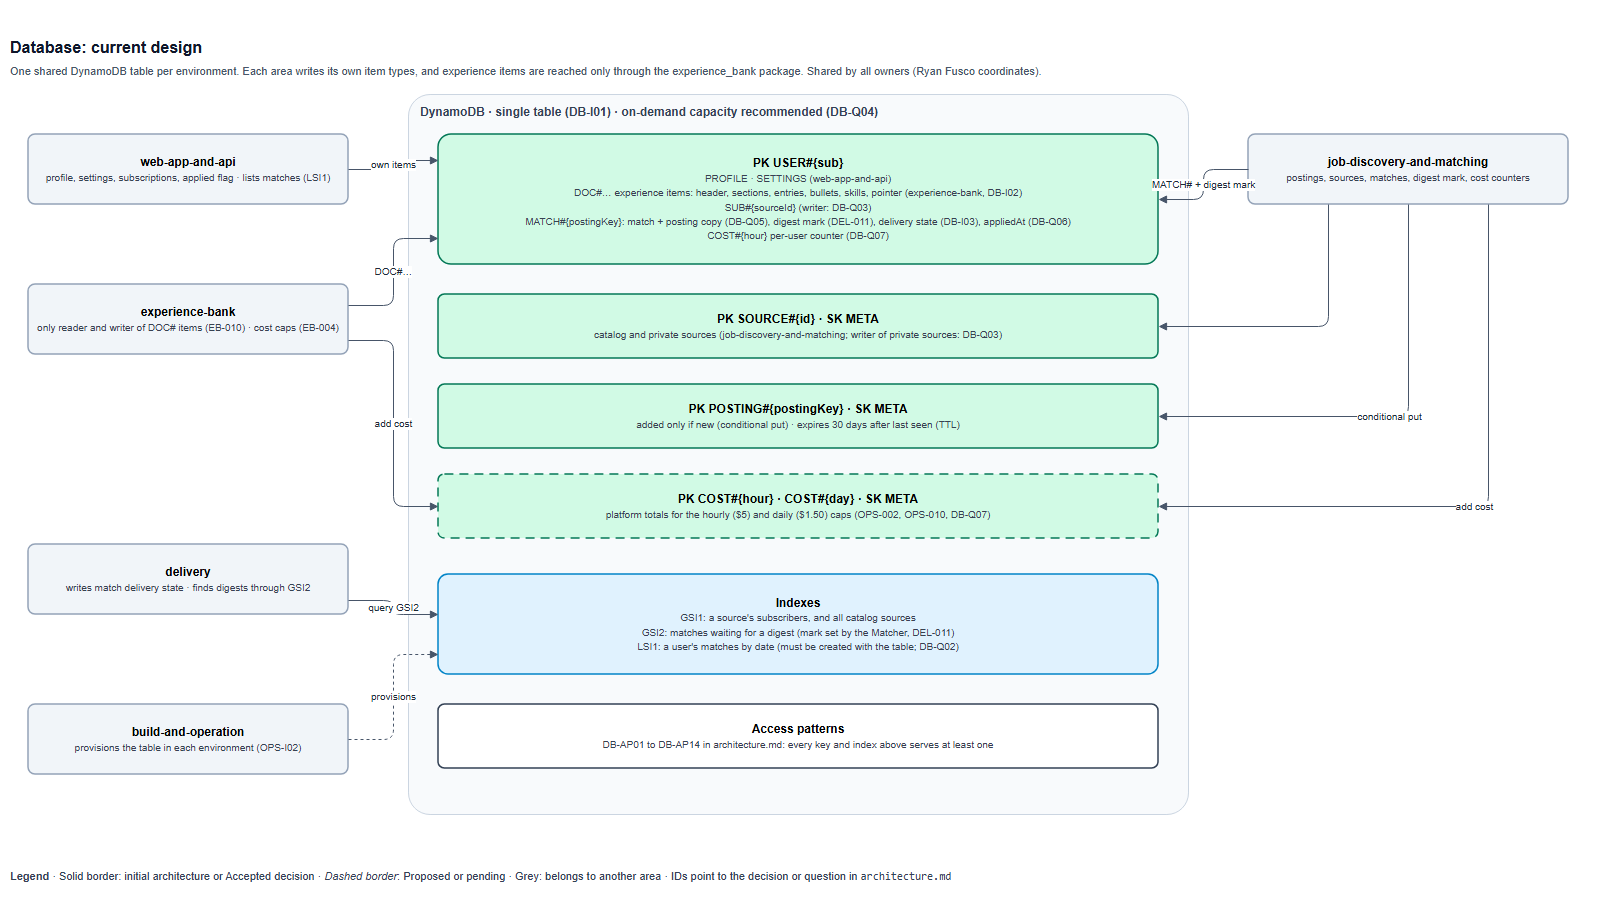 Database: current design
One shared DynamoDB table per environment. Each area writes its own item types, and experience items are reached only through the experience_bank package. Shared by all owners (Ryan Fusco coordinates).
DynamoDB · single table (DB-I01) · on-demand capacity recommended (DB-Q04)
web-app-and-api
profile, settings, subscriptions, applied flag · lists matches (LSI1)
own items
PK USER#{sub}
PROFILE · SETTINGS (web-app-and-api)
DOC#… experience items: header, sections, entries, bullets, skills, pointer (experience-bank, DB-I02)
SUB#{sourceId} (writer: DB-Q03)
MATCH#{postingKey}: match + posting copy (DB-Q05), digest mark (DEL-011), delivery state (DB-I03), appliedAt (DB-Q06)
COST#{hour} per-user counter (DB-Q07)
MATCH# + digest mark
job-discovery-and-matching
postings, sources, matches, digest mark, cost counters
DOC#…
experience-bank
only reader and writer of DOC# items (EB-010) · cost caps (EB-004)
PK SOURCE#{id} · SK META
catalog and private sources (job-discovery-and-matching; writer of private sources: DB-Q03)
PK POSTING#{postingKey} · SK META
added only if new (conditional put) · expires 30 days after last seen (TTL)
conditional put
add cost
PK COST#{hour} · COST#{day} · SK META
platform totals for the hourly ($5) and daily ($1.50) caps (OPS-002, OPS-010, DB-Q07)
add cost
delivery
writes match delivery state · finds digests through GSI2
query GSI2
Indexes
GSI1: a source's subscribers, and all catalog sources
GSI2: matches waiting for a digest (mark set by the Matcher, DEL-011)
LSI1: a user's matches by date (must be created with the table; DB-Q02)
provisions
build-and-operation
provisions the table in each environment (OPS-I02)
Access patterns
DB-AP01 to DB-AP14 in architecture.md: every key and index above serves at least one
Legend · Solid border: initial architecture or Accepted decision · Dashed border: Proposed or pending · Grey: belongs to another area · IDs point to the decision or question in architecture.md